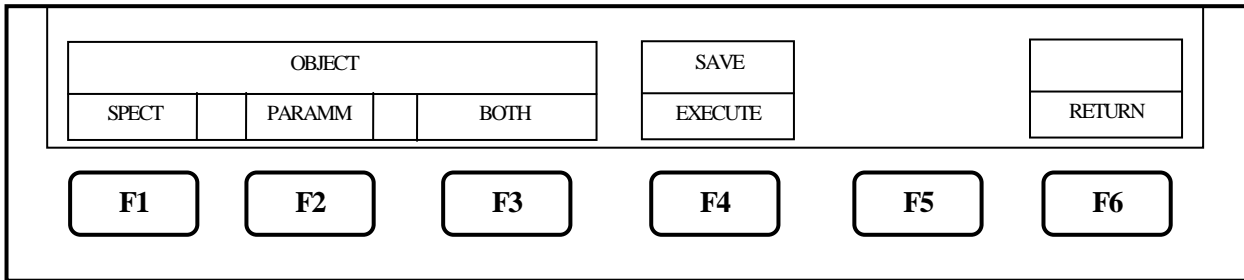 OBJECT SAVE
SPECT PARAMM BOTH EXECUTE RETURN
F1 F2 F3 F4 F5 F6